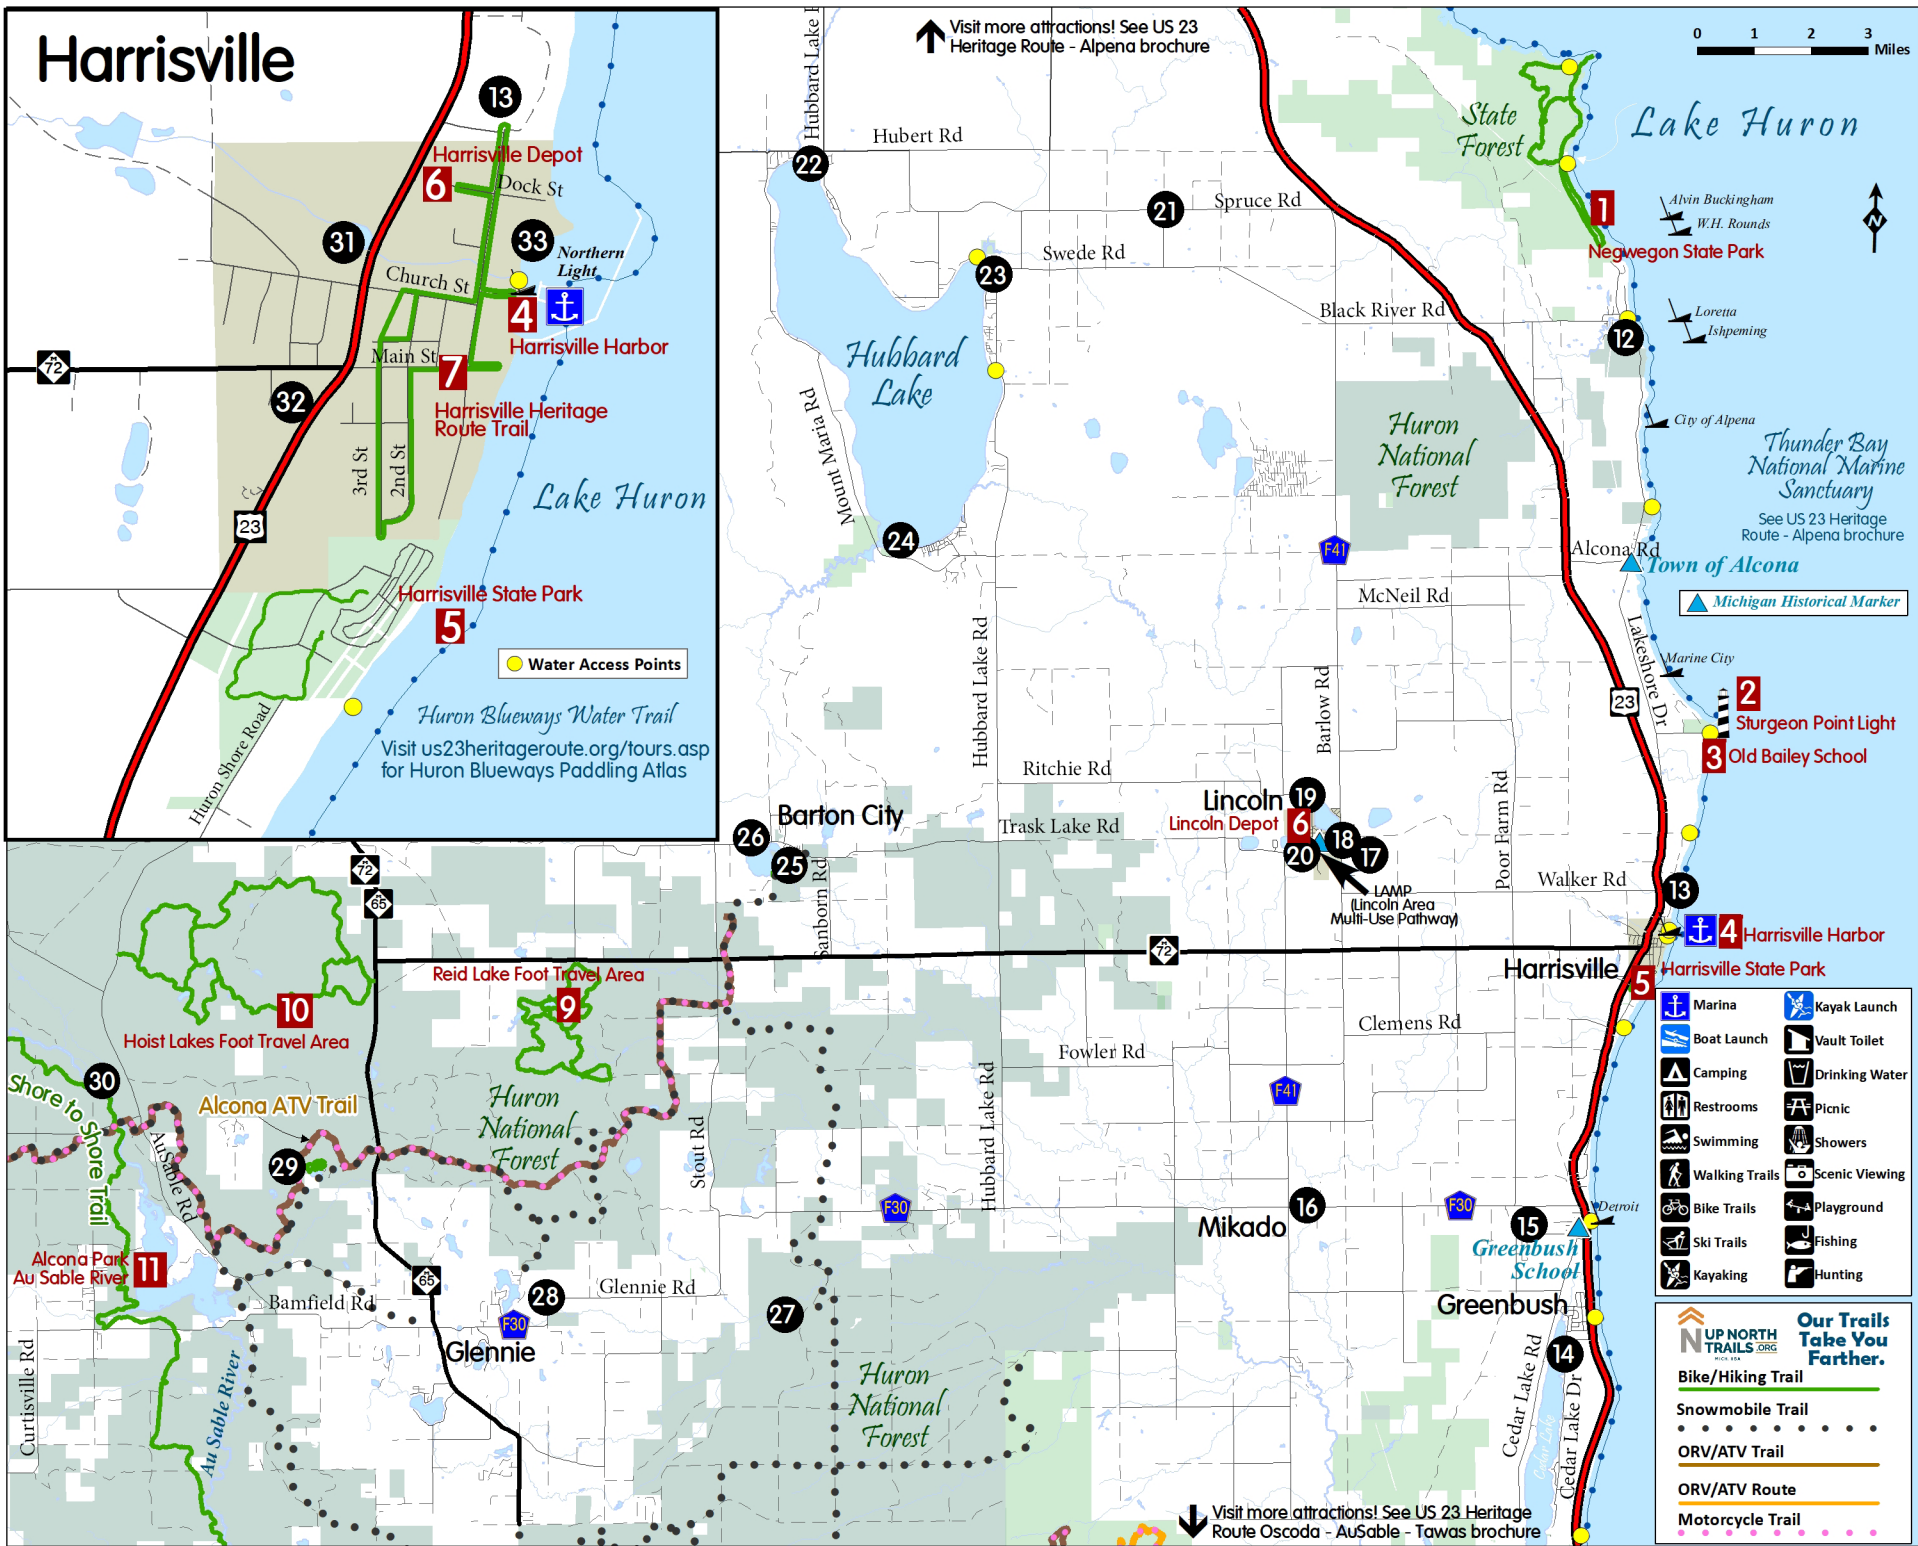 Harrisville
13
Harrisville Depot
6
Dock St
31
33
Northern
Light
Church St
4
Harrisville Harbor
72
Main St
7
32
Harrisville Heritage
Route Trail
3rd St
2nd St
23
Lake Huron
Harrisville State Park
5
Water Access Points
Huron Blueways Water Trail
Visit us23heritageroute.org/tours.asp
for Huron Blueways Paddling Atlas
Huron Shore Road
Visit more attractions! See US 23
Heritage Route - Alpena brochure
0 1 2 3
Miles
Hubbard Lake
Hubert Rd
22
State
Forest
Lake Huron
N
21
Spruce Rd
1
Alvin Buckingham
W.H. Rounds
Negwegon State Park
Swede Rd
23
Black River Rd
Loretta
Ishpeming
12
Hubbard
Lake
Mount Maria Rd
Huron
National
Forest
City of Alpena
Thunder Bay
National Marine
Sanctuary
See US 23 Heritage
Route - Alpena brochure
24
F41
Alcona Rd
Town of Alcona
McNeil Rd
Michigan Historical Marker
Hubbard Lake Rd
Barlow Rd
Lakeshore Dr
Marine City
23
2
Sturgeon Point Light
3
Old Bailey School
Ritchie Rd
Poor Farm Rd
Lincoln
19
Lincoln Depot
6
18
17
20
LAMP
(Lincoln Area
Multi-Use Pathway)
Barton City
26
25
Trask Lake Rd
Sanborn Rd
Walker Rd
13
72
65
72
4
Harrisville Harbor
Harrisville
Harrisville State Park
5
Reid Lake Foot Travel Area
9
10
Hoist Lakes Foot Travel Area
Clemens Rd
Fowler Rd
30
Shore to Shore Trail
Alcona ATV Trail
AuSable Rd
29
Huron
National
Forest
Stout Rd
Hubbard Lake Rd
F41
F30
16
Mikado
F30
15
Detroit
Greenbush
School
Alcona Park
Au Sable River
11
65
Bamfield Rd
28
Glennie Rd
F30
Glennie
27
Greenbush
14
Curtisville Rd
Au Sable River
Huron
National
Forest
Cedar Lake Rd
Cedar Lake
Cedar Lake Dr
Visit more attractions! See US 23 Heritage
Route Oscoda - AuSable - Tawas brochure
Marina
Kayak Launch
Boat Launch
Vault Toilet
Camping
Drinking Water
Restrooms
Picnic
Swimming
Showers
Walking Trails
Scenic Viewing
Bike Trails
Playground
Ski Trails
Fishing
Kayaking
Hunting
N UP NORTH
TRAILS .ORG
Our Trails
Take You
Farther.
Bike/Hiking Trail
Snowmobile Trail
ORV/ATV Trail
ORV/ATV Route
Motorcycle Trail